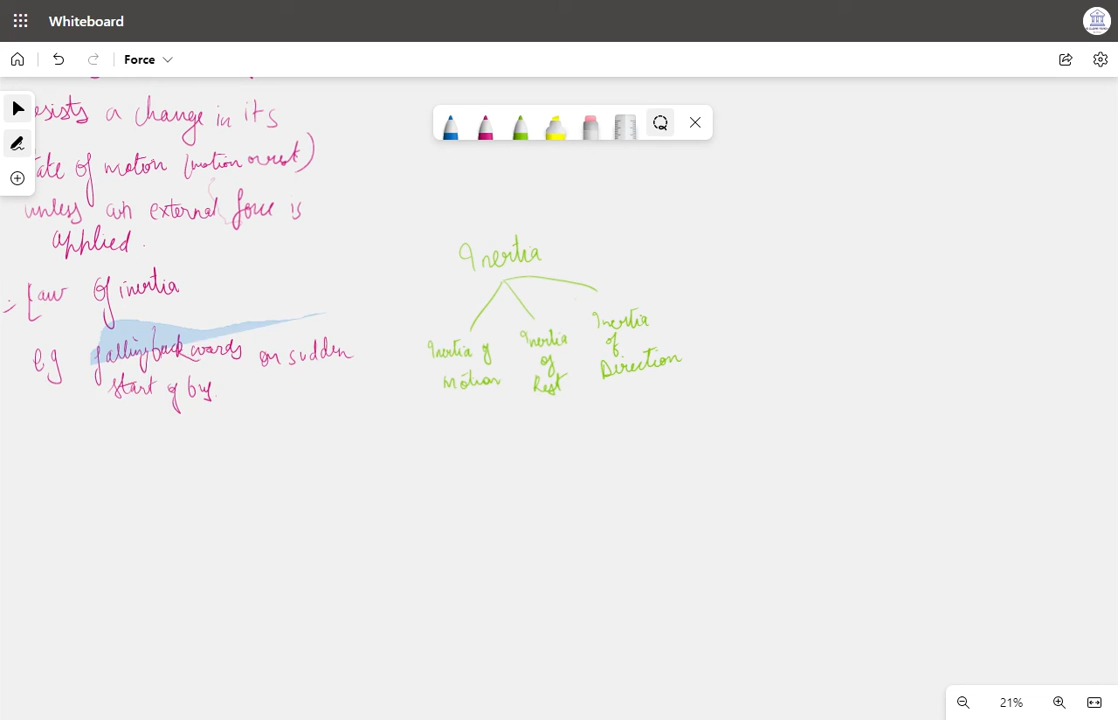 Whiteboard
Force
esists a change in its
tate of motion (motion or rest)
unless an external force is
applied.
Law of inertia
eg falling backwards on sudden
start of bus.
Inertia
Inertia of
Motion
Inertia
of
Rest
Inertia
of
Direction
21%